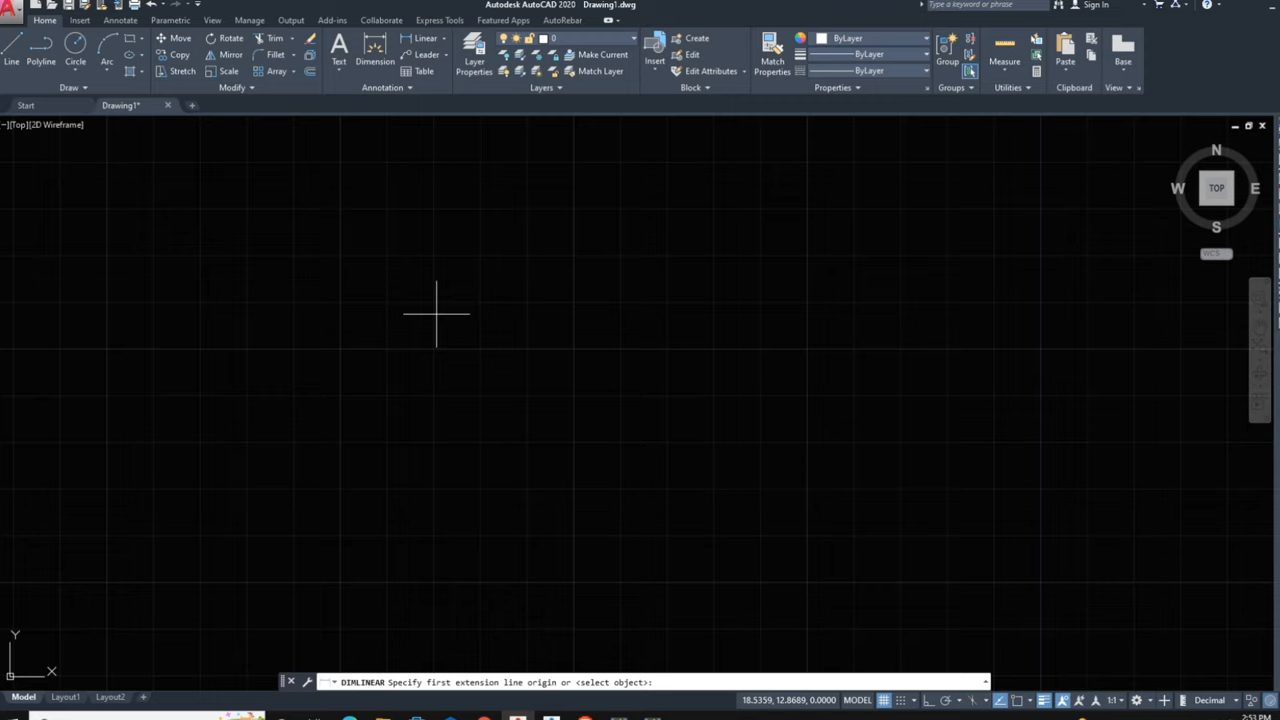 Autodesk AutoCAD 2020 Drawing1.dwg
Type a keyword or phrase
Sign In
Home Insert Annotate Parametric View Manage Output Add-ins Collaborate Express Tools Featured Apps AutoRebar
Line Polyline Circle Arc
Move Rotate Trim
Copy Mirror Fillet
Stretch Scale Array
Text Dimension
Linear
Leader
Table
Layer Properties
0
Make Current
Match Layer
Insert
Create
Edit
Edit Attributes
Match Properties
ByLayer
ByLayer
ByLayer
Group
Measure
Paste
Base
Draw Modify Annotation Layers Block Properties Groups Utilities Clipboard View
Start Drawing1*
[−][Top][2D Wireframe]
N
W TOP E
S
WCS
Y
X
DIMLINEAR Specify first extension line origin or <select object>:
Model Layout1 Layout2
18.5359, 12.8689, 0.0000 MODEL 1:1 Decimal
2:53 PM